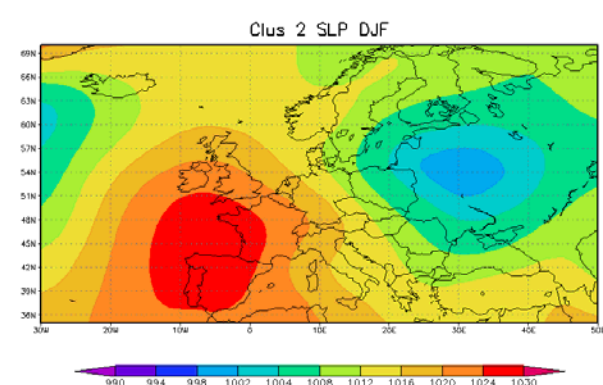 Clus 2 SLP DJF
69N
66N
63N
60N
57N
54N
51N
48N
45N
42N
39N
36N
30W 20W 10W 0 10E 20E 30E 40E 50E
990 994 998 1002 1004 1008 1012 1016 1020 1024 1030